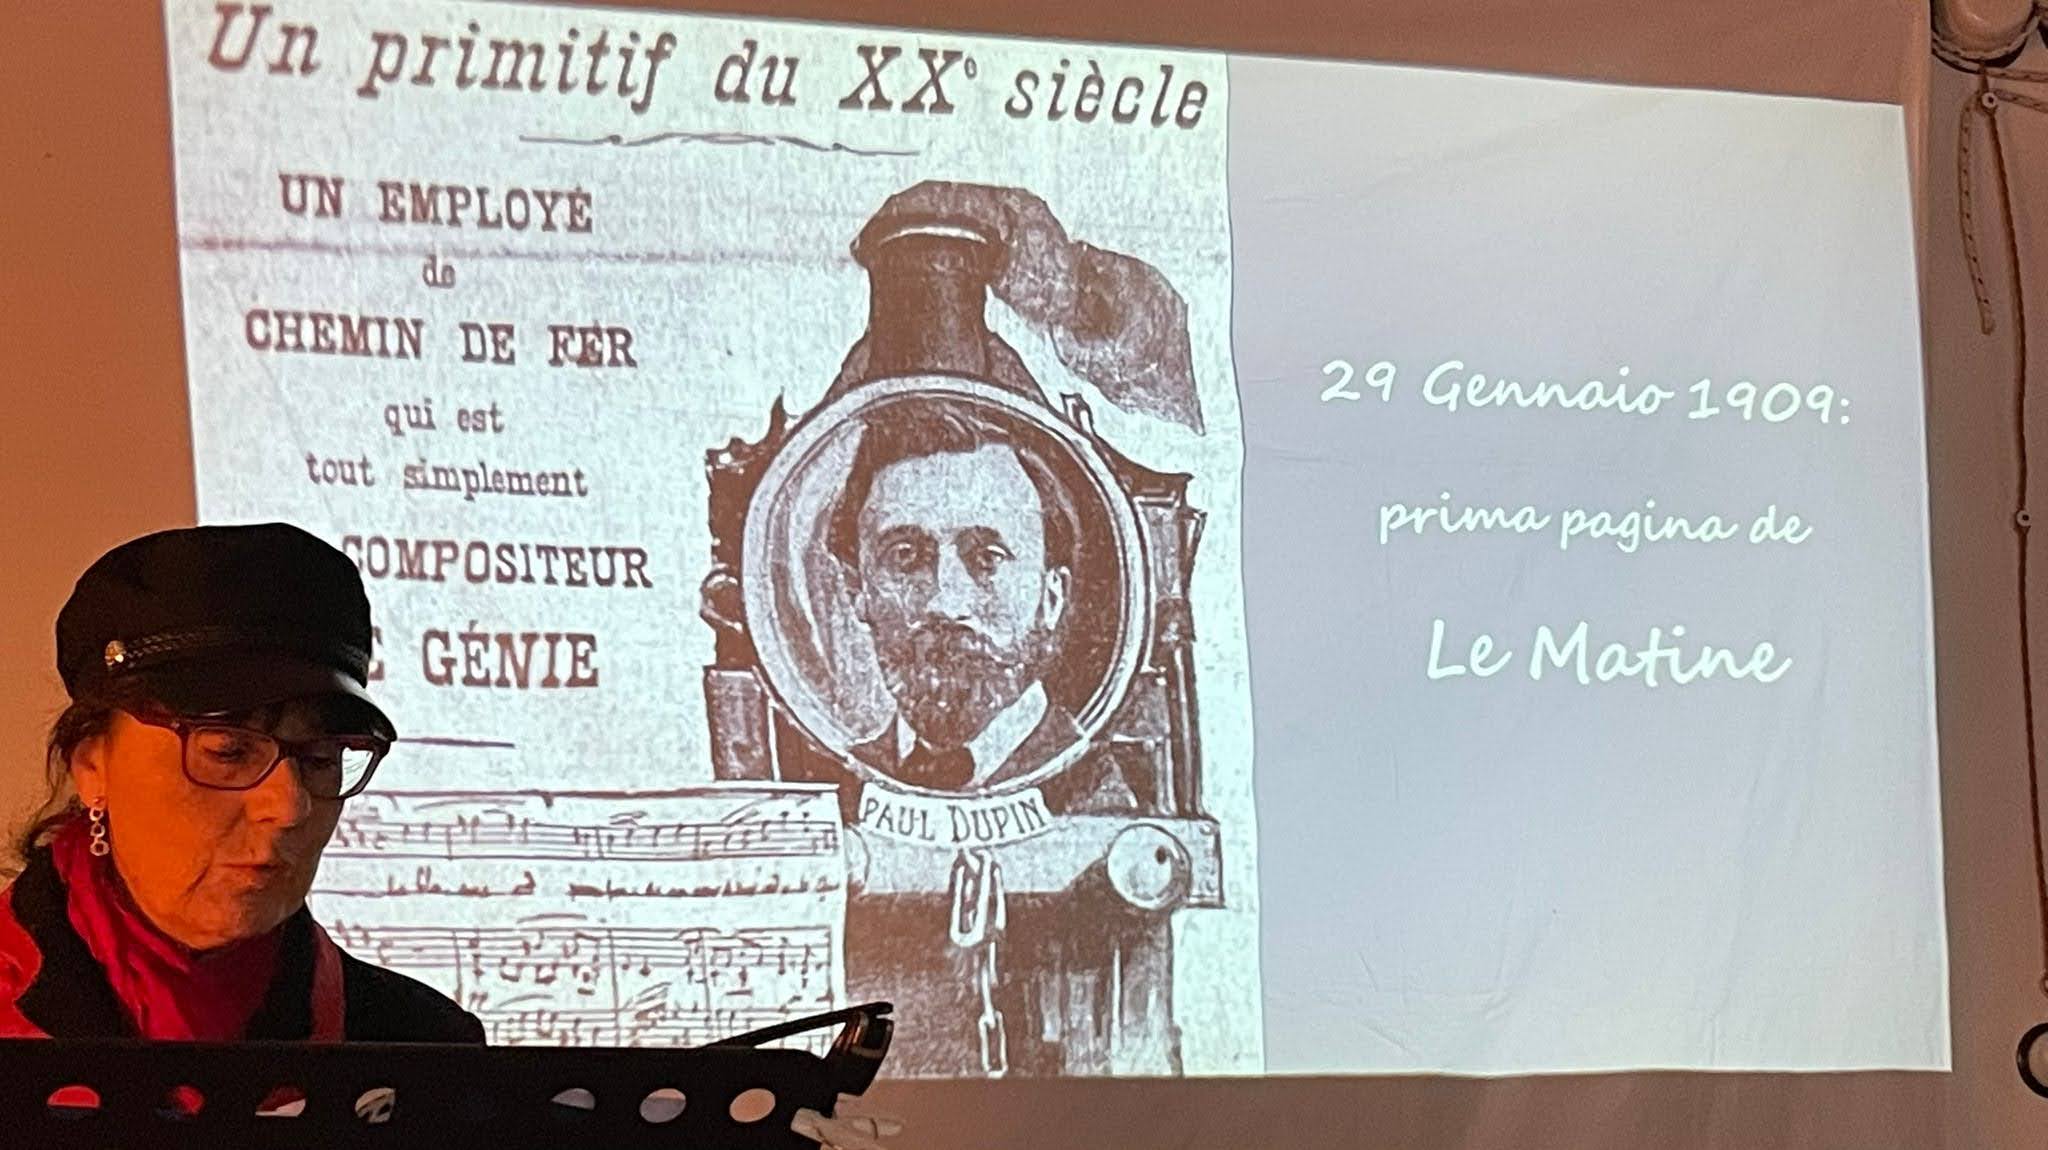 Un primitif du XXe siècle
UN EMPLOYÉ
de
CHEMIN DE FER
qui est
tout simplement
COMPOSITEUR
GÉNIE
PAUL DUPIN
29 Gennaio 1909:
prima pagina de
Le Matine